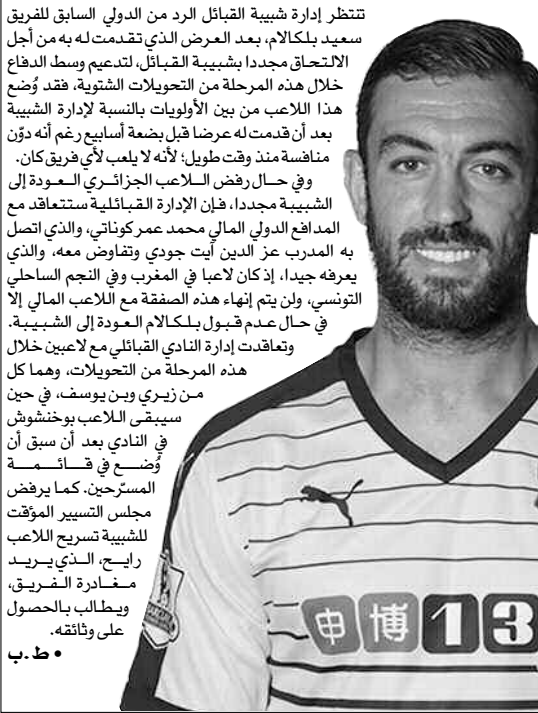 تنتظر إدارة شبيبة القبائل الرد من الدولي السابق للفريق
سعيد بلكالام، بعد العرض الذي تقدمت له به من أجل
الالتحاق مجددا بشبيبة القبائل، لتدعيم وسط الدفاع
خلال هذه المرحلة من التحويلات الشتوية، فقد وُضع
هذا اللاعب من بين الأولويات بالنسبة لإدارة الشبيبة
بعد أن قدمت له عرضا قبل بضعة أسابيع رغم أنه دوّن
منافسة منذ وقت طويل؛ لأنه لا يلعب لأي فريق كان.
وفي حال رفض اللاعب الجزائري العودة إلى
الشبيبة مجددا، فإن الإدارة القبائلية ستتعاقد مع
المدافع الدولي المالي محمد عمر كوناتي، والذي اتصل
به المدرب عز الدين آيت جودي وتفاوض معه، والذي
يعرفه جيدا، إذ كان لاعبا في المغرب وفي النجم الساحلي
التونسي، ولن يتم إنهاء هذه الصفقة مع اللاعب المالي إلا
في حال عدم قبول بلكالام العودة إلى الشبيبة.
وتعاقدت إدارة النادي القبائلي مع لاعبين خلال
هذه المرحلة من التحويلات، وهما كل
من زيري وبن يوسف، في حين
سيبقى اللاعب بوخنشوش
في النادي بعد أن سبق أن
وُضع في قائمة
المسرّحين. كما يرفض
مجلس التسيير المؤقت
للشبيبة تسريح اللاعب
رايح، الذي يريد
مغادرة الفريق،
ويطالب بالحصول
على وثائقه.
• ط.ب
申博 13